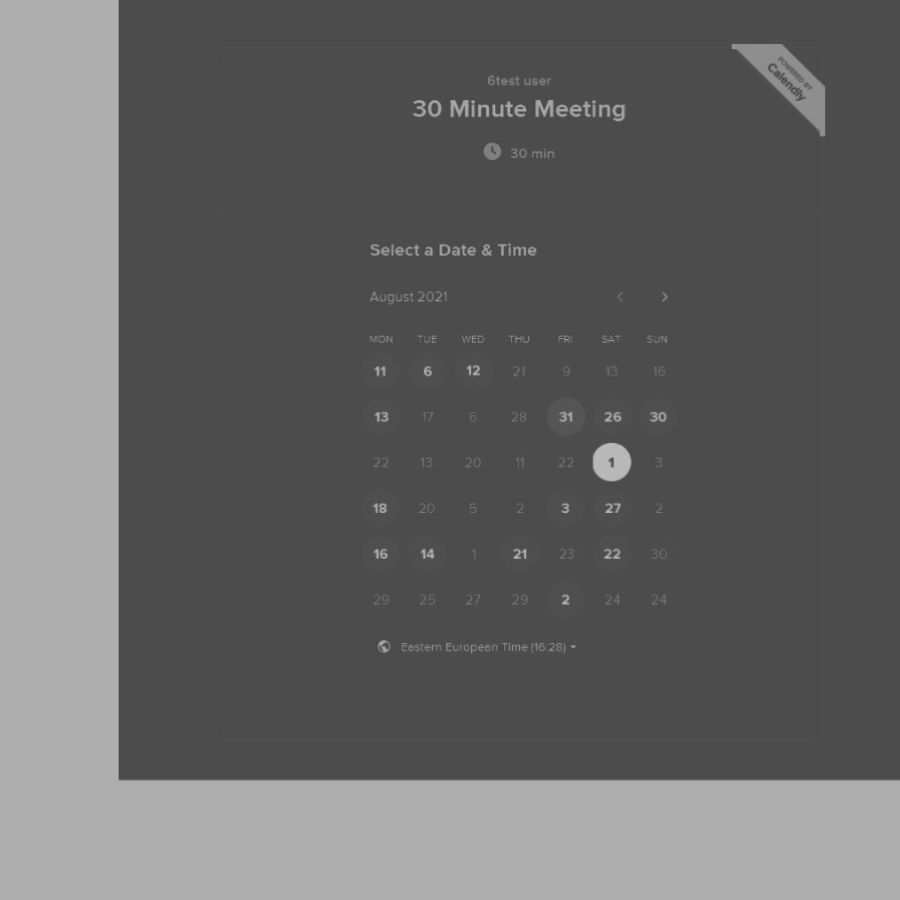 POWERED BY
Calendly
6test user
30 Minute Meeting
30 min
Select a Date & Time
August 2021
MON TUE WED THU FRI SAT SUN
11 6 12 21 9 13 16
13 17 6 28 31 26 30
22 13 20 11 22 1 3
18 20 5 2 3 27 2
16 14 1 21 23 22 30
29 25 27 29 2 24 24
Eastern European Time (16:28)